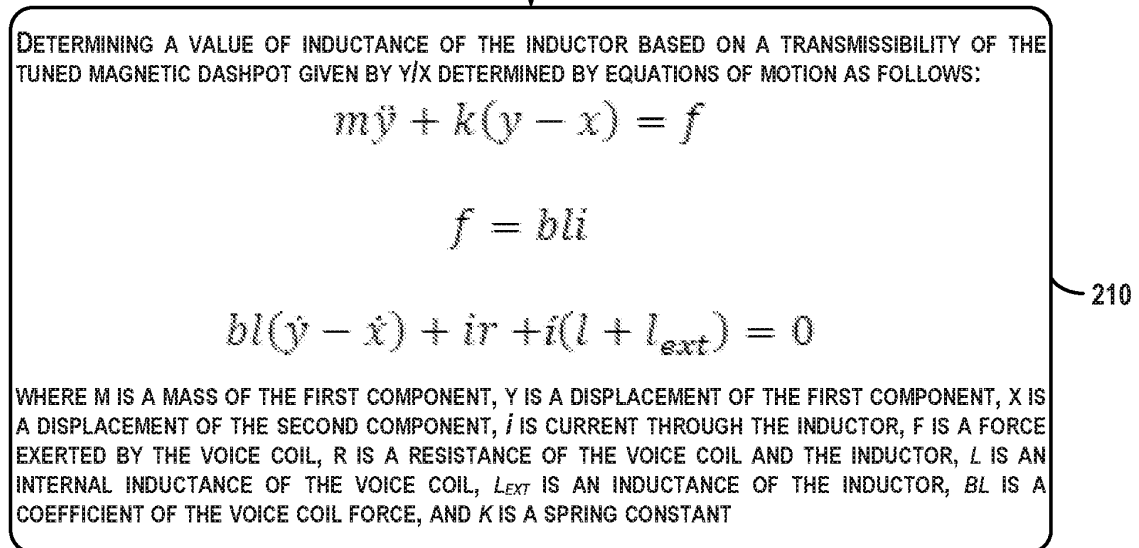 DETERMINING A VALUE OF INDUCTANCE OF THE INDUCTOR BASED ON A TRANSMISSIBILITY OF THE
TUNED MAGNETIC DASHPOT GIVEN BY Y/X DETERMINED BY EQUATIONS OF MOTION AS FOLLOWS:
mÿ + k(y − x) = f
f = bli
bl(ẏ − ẋ) + ir +i̇(l + l_ext) = 0
210
WHERE M IS A MASS OF THE FIRST COMPONENT, Y IS A DISPLACEMENT OF THE FIRST COMPONENT, X IS
A DISPLACEMENT OF THE SECOND COMPONENT, i IS CURRENT THROUGH THE INDUCTOR, F IS A FORCE
EXERTED BY THE VOICE COIL, R IS A RESISTANCE OF THE VOICE COIL AND THE INDUCTOR, L IS AN
INTERNAL INDUCTANCE OF THE VOICE COIL, LEXT IS AN INDUCTANCE OF THE INDUCTOR, BL IS A
COEFFICIENT OF THE VOICE COIL FORCE, AND K IS A SPRING CONSTANT